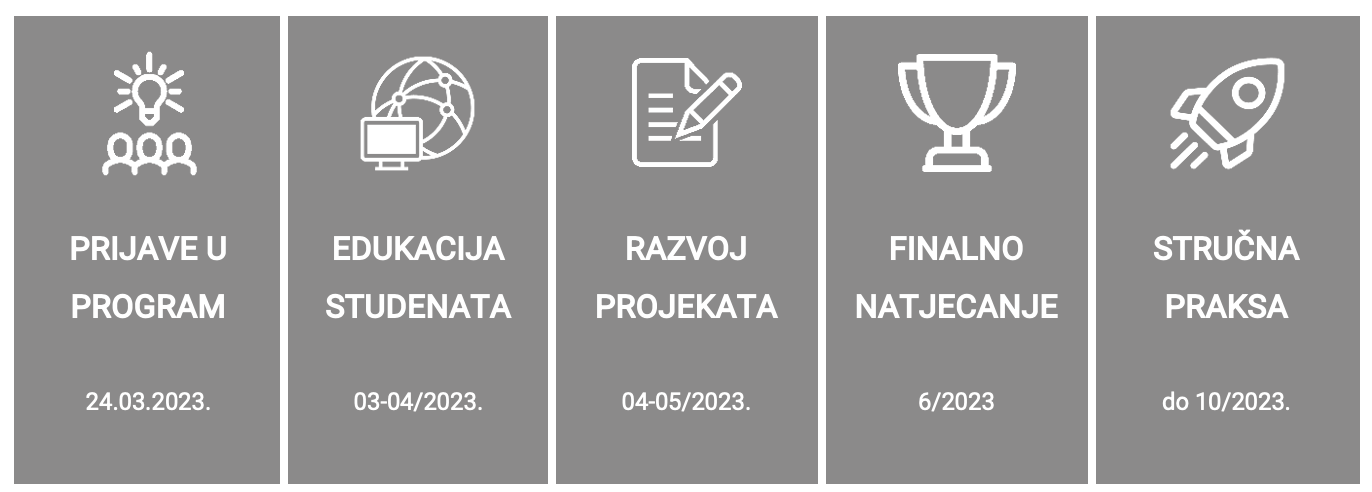 PRIJAVE U
PROGRAM
24.03.2023.
EDUKACIJA
STUDENATA
03-04/2023.
RAZVOJ
PROJEKATA
04-05/2023.
FINALNO
NATJECANJE
6/2023
STRUČNA
PRAKSA
do 10/2023.